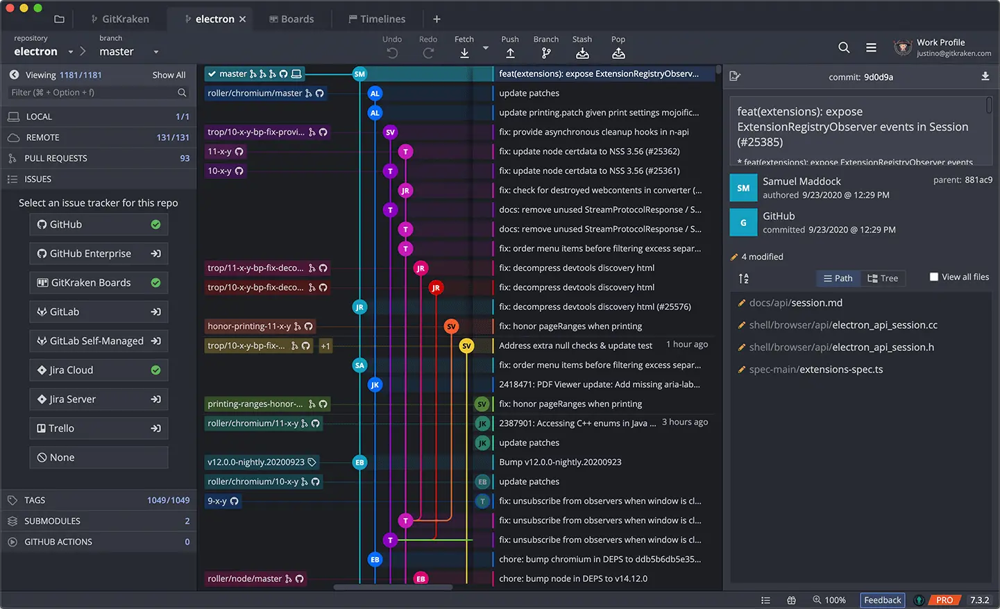 GitKraken
electron
Boards
Timelines
+
repository
electron
branch
master
Undo
Redo
Fetch
Push
Branch
Stash
Pop
Work Profile
justino@gitkraken.com
Viewing 1181/1181
Show All
Filter (⌘ + Option + f)
LOCAL 1/1
REMOTE 131/131
PULL REQUESTS 93
ISSUES
Select an issue tracker for this repo
GitHub
GitHub Enterprise
GitKraken Boards
GitLab
GitLab Self-Managed
Jira Cloud
Jira Server
Trello
None
TAGS 1049/1049
SUBMODULES 2
GITHUB ACTIONS 0
master SM feat(extensions): expose ExtensionRegistryObserv...
roller/chromium/master AL update patches
AL update printing.patch given print settings mojofic...
trop/10-x-y-bp-fix-provi... SV fix: provide asynchronous cleanup hooks in n-api
11-x-y T fix: update node certdata to NSS 3.56 (#25362)
10-x-y T fix: update node certdata to NSS 3.56 (#25361)
JR fix: check for destroyed webcontents in converter (...
T docs: remove unused StreamProtocolResponse / S...
T docs: remove unused StreamProtocolResponse / S...
T fix: order menu items before filtering excess separ...
trop/11-x-y-bp-fix-deco... JR fix: decompress devtools discovery html
trop/10-x-y-bp-fix-deco... JR fix: decompress devtools discovery html
JR fix: decompress devtools discovery html (#25576)
honor-printing-11-x-y SV fix: honor pageRanges when printing
trop/10-x-y-bp-fix-... +1 SV Address extra null checks & update test 1 hour ago
SA fix: order menu items before filtering excess separ...
JK 2418471: PDF Viewer update: Add missing aria-lab...
printing-ranges-honor-... SV fix: honor pageRanges when printing
roller/chromium/11-x-y JK 2387901: Accessing C++ enums in Java ... 3 hours ago
JK update patches
v12.0.0-nightly.20200923 EB Bump v12.0.0-nightly.20200923
roller/chromium/10-x-y EB update patches
9-x-y T fix: unsubscribe from observers when window is cl...
T fix: unsubscribe from observers when window is cl...
T fix: unsubscribe from observers when window is cl...
EB chore: bump chromium in DEPS to ddb5b6db5e35...
roller/node/master EB chore: bump node in DEPS to v14.12.0
commit: 9d0d9a
feat(extensions): expose
ExtensionRegistryObserver events in Session
(#25385)
* feat(extensions): expose ExtensionRegistryObserver events
SM
Samuel Maddock
authored 9/23/2020 @ 12:29 PM
parent: 881ac9
G
GitHub
committed 9/23/2020 @ 12:29 PM
4 modified
Path
Tree
View all files
docs/api/session.md
shell/browser/api/electron_api_session.cc
shell/browser/api/electron_api_session.h
spec-main/extensions-spec.ts
100%
Feedback
PRO
7.3.2